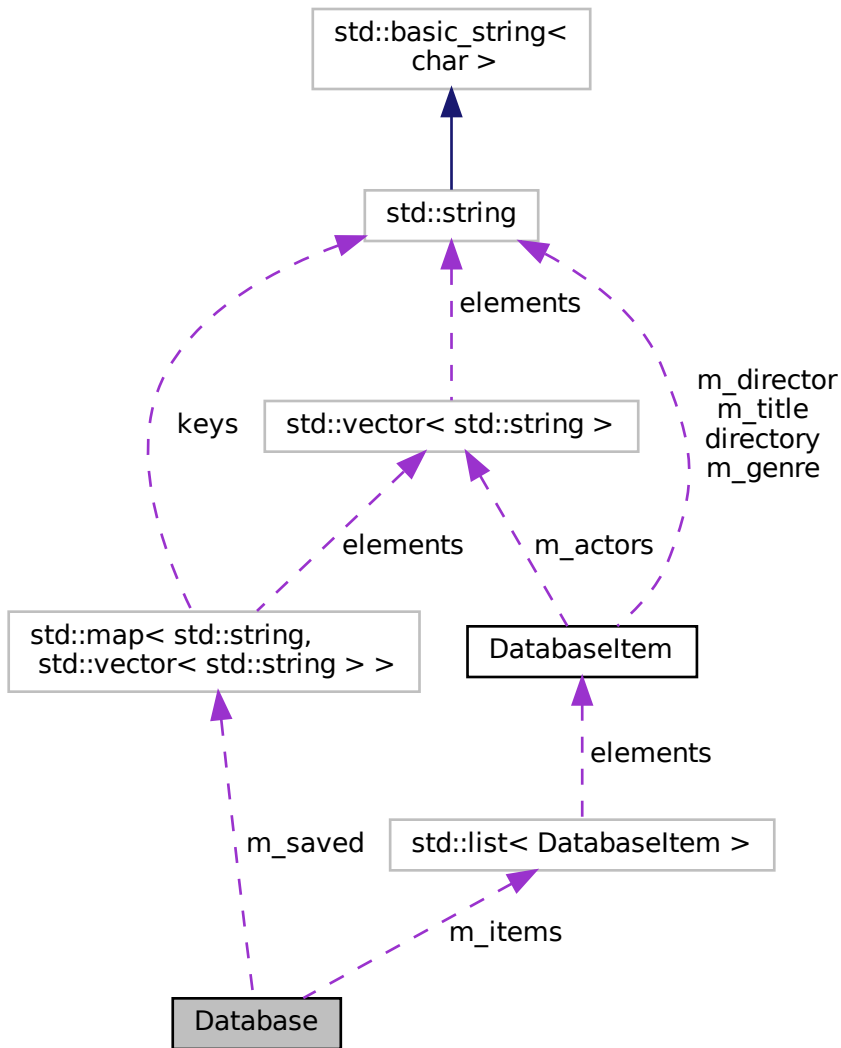 std::basic_string<
char >
std::string
elements
m_director
m_title
directory
m_genre
keys
std::vector< std::string >
elements
m_actors
std::map< std::string,
std::vector< std::string > >
DatabaseItem
elements
m_saved
std::list< DatabaseItem >
m_items
Database